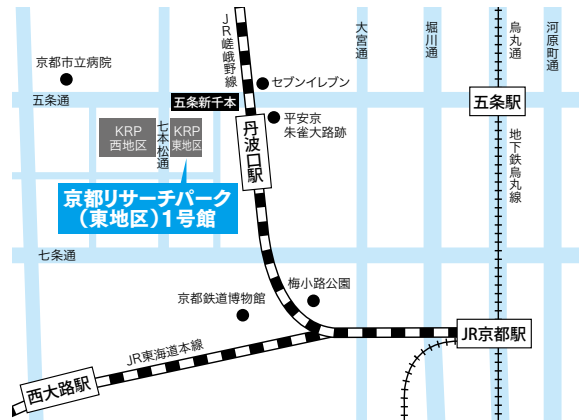 JR嵯峨野線
大宮通
堀川通
烏丸通
河原町通
京都市立病院
セブンイレブン
五条通
五条新千本
五条駅
平安京
朱雀大路跡
KRP
西地区
七本松通
KRP
東地区
丹波口駅
地下鉄烏丸線
京都リサーチパーク
（東地区）1号館
七条通
梅小路公園
京都鉄道博物館
JR京都駅
JR東海道本線
西大路駅